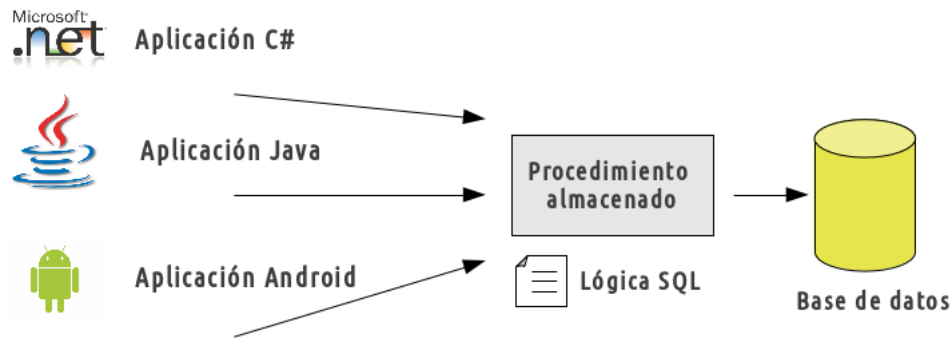 Microsoft
.net
Aplicación C#
Aplicación Java
Procedimiento
almacenado
Aplicación Android
Lógica SQL
Base de datos